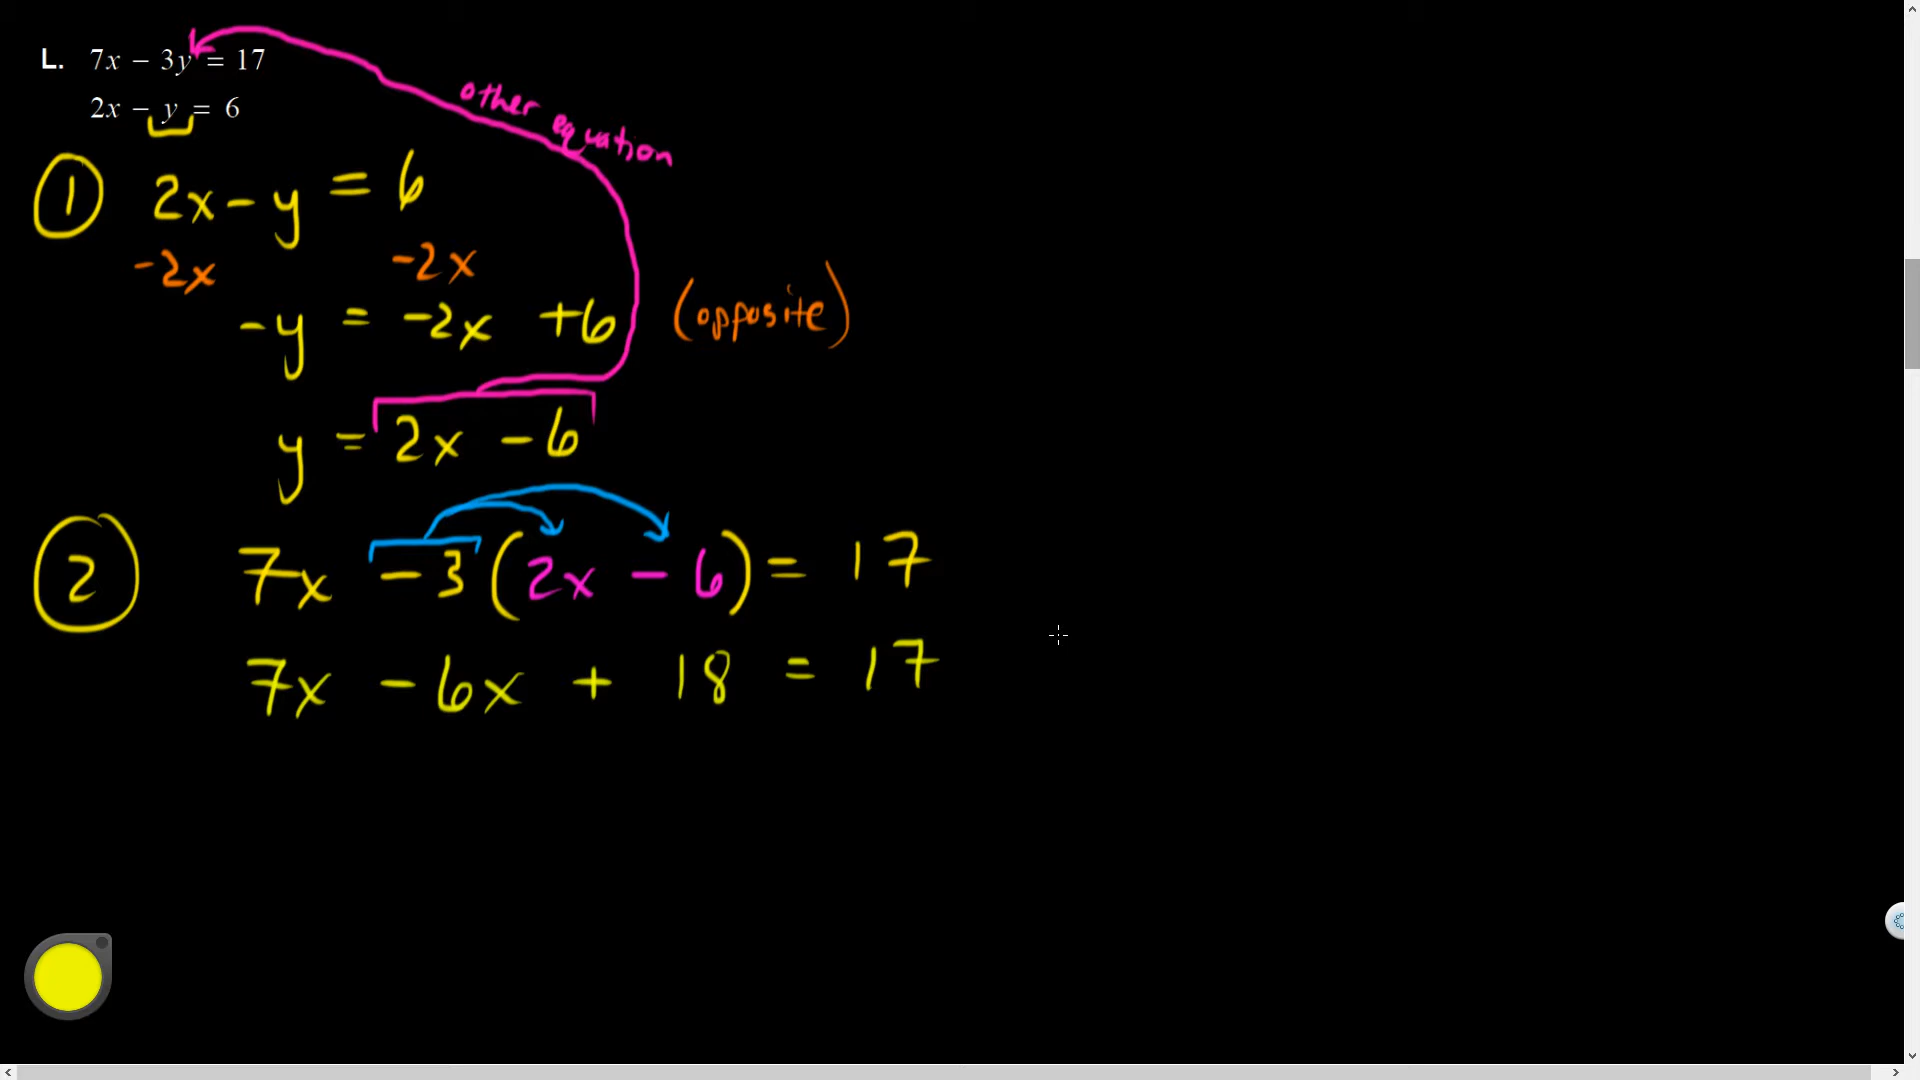 L. 7x − 3y = 17
2x − y = 6
other equation
① 2x - y = 6
-2x -2x
-y = -2x +6 (opposite)
y = 2x - 6
② 7x - 3(2x - 6) = 17
7x - 6x + 18 = 17